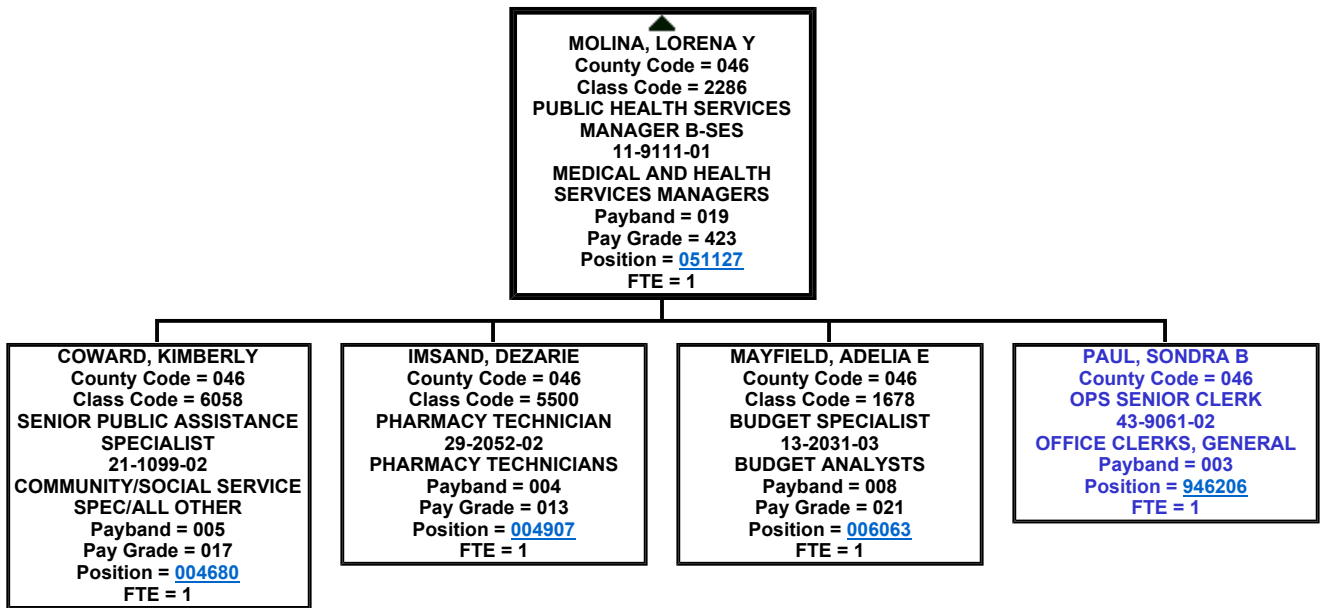 MOLINA, LORENA Y
County Code = 046
Class Code = 2286
PUBLIC HEALTH SERVICES
MANAGER B-SES
11-9111-01
MEDICAL AND HEALTH
SERVICES MANAGERS
Payband = 019
Pay Grade = 423
Position = 051127
FTE = 1
COWARD, KIMBERLY
County Code = 046
Class Code = 6058
SENIOR PUBLIC ASSISTANCE
SPECIALIST
21-1099-02
COMMUNITY/SOCIAL SERVICE
SPEC/ALL OTHER
Payband = 005
Pay Grade = 017
Position = 004680
FTE = 1
IMSAND, DEZARIE
County Code = 046
Class Code = 5500
PHARMACY TECHNICIAN
29-2052-02
PHARMACY TECHNICIANS
Payband = 004
Pay Grade = 013
Position = 004907
FTE = 1
MAYFIELD, ADELIA E
County Code = 046
Class Code = 1678
BUDGET SPECIALIST
13-2031-03
BUDGET ANALYSTS
Payband = 008
Pay Grade = 021
Position = 006063
FTE = 1
PAUL, SONDRA B
County Code = 046
OPS SENIOR CLERK
43-9061-02
OFFICE CLERKS, GENERAL
Payband = 003
Position = 946206
FTE = 1